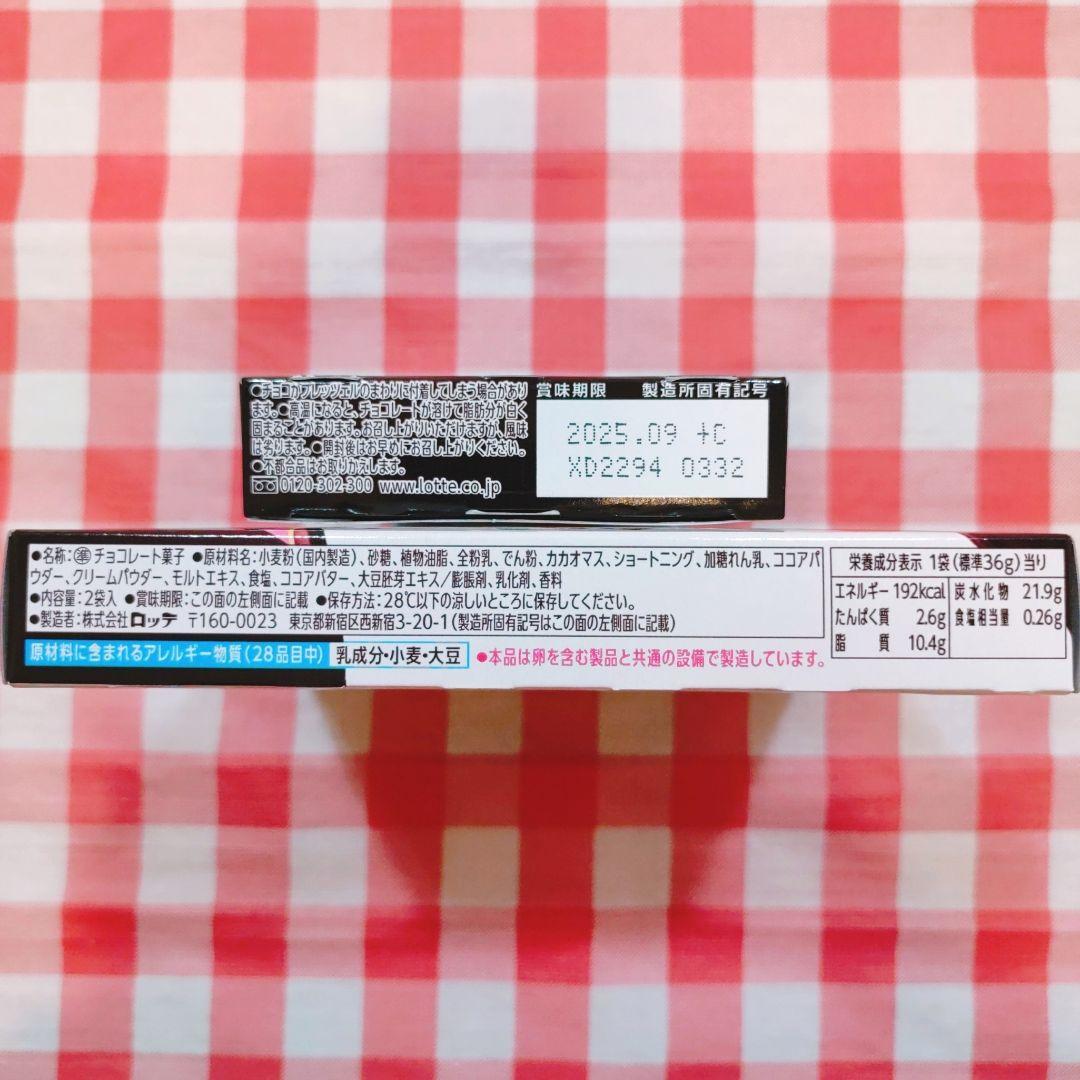 ●チョコがプレッツェルのまわりに付着してしまう場合があり
ます。●高温になると、チョコレートが溶けて脂肪分が白く
固まることがあります。お召し上がりいただけますが、風味
は劣ります。●開封後はお早めにお召し上がりください。
●不都合品はお取りかえします。
0120-302-300 www.lotte.co.jp
賞味期限 製造所固有記号
2025.09 +C
XD2294 0332
●名称:準チョコレート菓子 ●原材料名:小麦粉(国内製造)、砂糖、植物油脂、全粉乳、でん粉、カカオマス、ショートニング、加糖れん乳、ココアパ
ウダー、クリームパウダー、モルトエキス、食塩、ココアバター、大豆胚芽エキス/膨脹剤、乳化剤、香料
●内容量:2袋入 ●賞味期限:この面の左側面に記載 ●保存方法:28℃以下の涼しいところに保存してください。
●製造者:株式会社 ロッテ 〒160-0023 東京都新宿区西新宿3-20-1(製造所固有記号はこの面の左側面に記載)
原材料に含まれるアレルギー物質(28品目中) 乳成分・小麦・大豆
●本品は卵を含む製品と共通の設備で製造しています。
栄養成分表示 1袋(標準36g)当り
エネルギー 192kcal 炭水化物 21.9g
たんぱく質 2.6g 食塩相当量 0.26g
脂質 10.4g